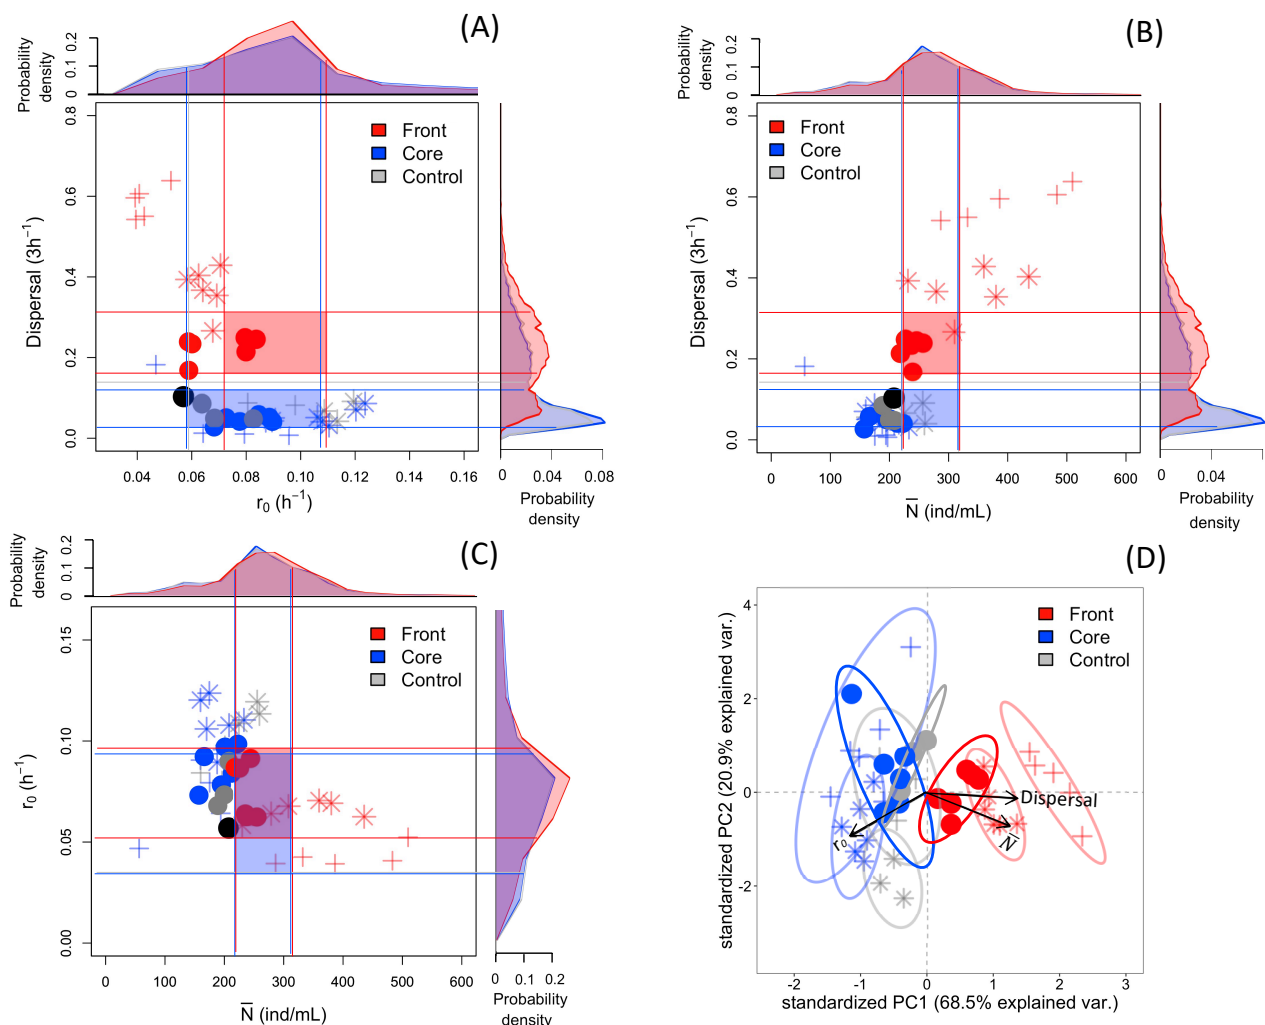 (A)
Probability
density
0 0.1 0.2
Front
Core
Control
Dispersal (3h⁻¹)
0.0 0.2 0.4 0.6 0.8
0.04 0.06 0.08 0.10 0.12 0.14 0.16
r₀ (h⁻¹)
0 0.04 0.08
Probability
density
(B)
Probability
density
0 0.1 0.2
Front
Core
Control
Dispersal (3h⁻¹)
0.0 0.2 0.4 0.6 0.8
0 100 200 300 400 500 600
N̅ (ind/mL)
0 0.04
Probability
density
(C)
Probability
density
0 0.1 0.2
Front
Core
Control
r₀ (h⁻¹)
0.00 0.05 0.10 0.15
0 100 200 300 400 500 600
N̅ (ind/mL)
0 0.1 0.2
Probability
density
(D)
Front
Core
Control
standardized PC2 (20.9% explained var.)
4
2
0
-2
Dispersal
N̅
r₀
-2 -1 0 1 2 3
standardized PC1 (68.5% explained var.)